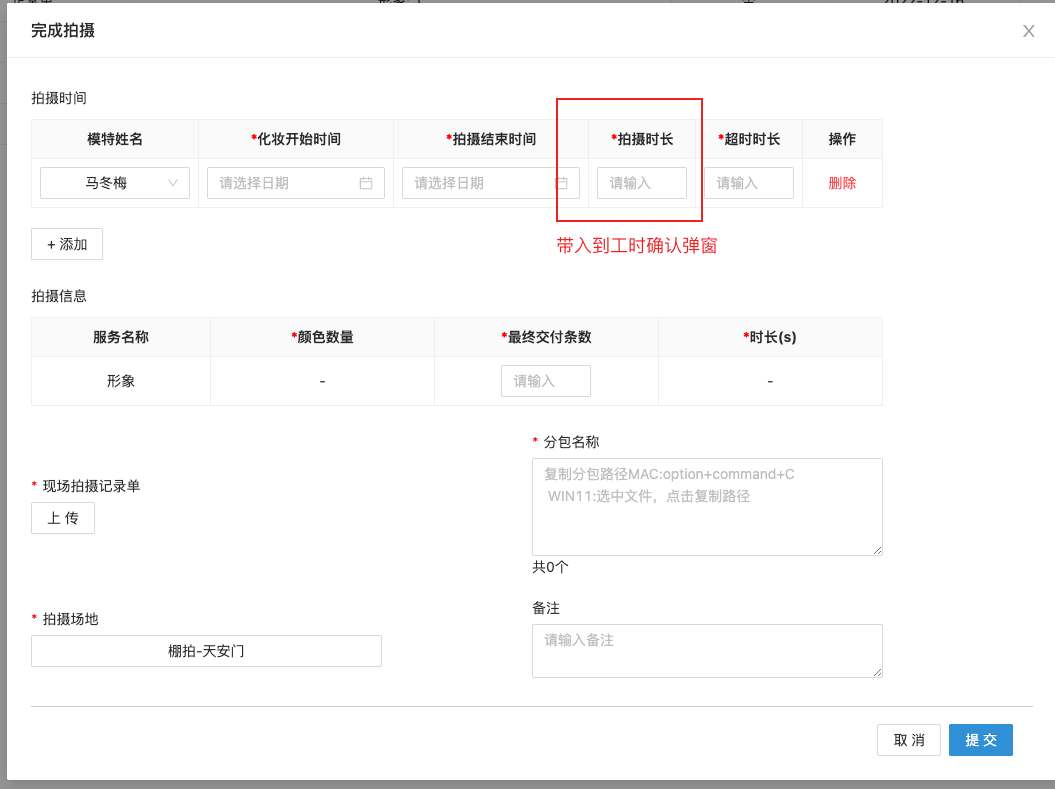 完成拍摄
拍摄时间
模特姓名 *化妆开始时间 *拍摄结束时间 *拍摄时长 *超时时长 操作
马冬梅 请选择日期 请选择日期 请输入 请输入 删除
+ 添加
带入到工时确认弹窗
拍摄信息
服务名称 *颜色数量 *最终交付条数 *时长(s)
形象 - 请输入 -
* 分包名称
复制分包路径MAC:option+command+C
WIN11:选中文件，点击复制路径
共0个
* 现场拍摄记录单
上 传
* 拍摄场地
棚拍-天安门
备注
请输入备注
取 消 提 交